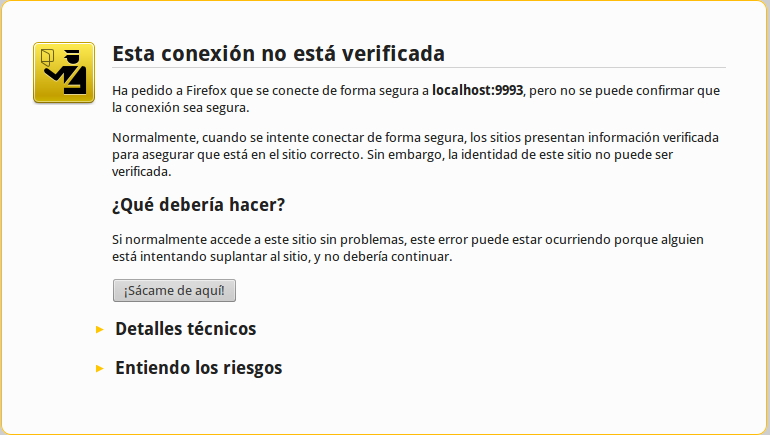 Esta conexión no está verificada
Ha pedido a Firefox que se conecte de forma segura a localhost:9993, pero no se puede confirmar que
la conexión sea segura.
Normalmente, cuando se intente conectar de forma segura, los sitios presentan información verificada
para asegurar que está en el sitio correcto. Sin embargo, la identidad de este sitio no puede ser
verificada.
¿Qué debería hacer?
Si normalmente accede a este sitio sin problemas, este error puede estar ocurriendo porque alguien
está intentando suplantar al sitio, y no debería continuar.
¡Sácame de aquí!
Detalles técnicos
Entiendo los riesgos